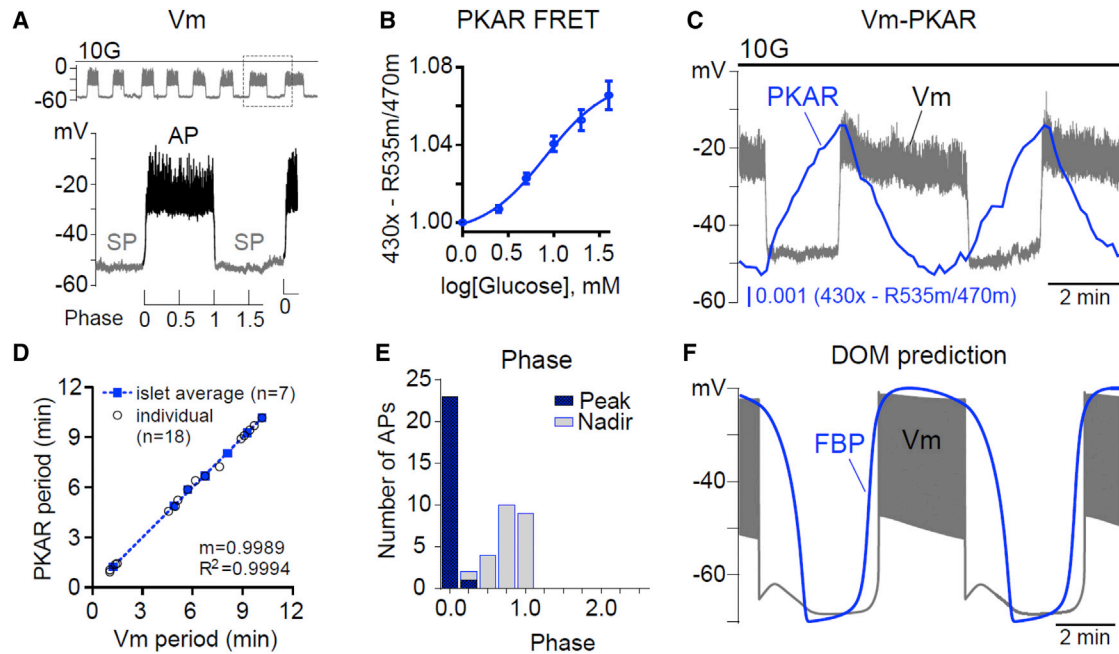 A
Vm
10G
0
-60
mV
AP
-20
-40
SP
SP
-60
Phase
0 0.5 1 1.5
0
B
PKAR FRET
430x - R535m/470m
1.08
1.04
1.00
0.0 0.5 1.0 1.5
log[Glucose], mM
C
Vm-PKAR
10G
mV
PKAR
Vm
-20
-40
-60
0.001 (430x - R535m/470m)
2 min
D
PKAR period (min)
12
9
6
3
0
islet average (n=7)
individual
(n=18)
m=0.9989
R²=0.9994
0 3 6 9 12
Vm period (min)
E
Phase
Number of APs
25
20
15
10
5
0
Peak
Nadir
0.0 1.0 2.0
Phase
F
DOM prediction
mV
Vm
FBP
-40
-60
2 min